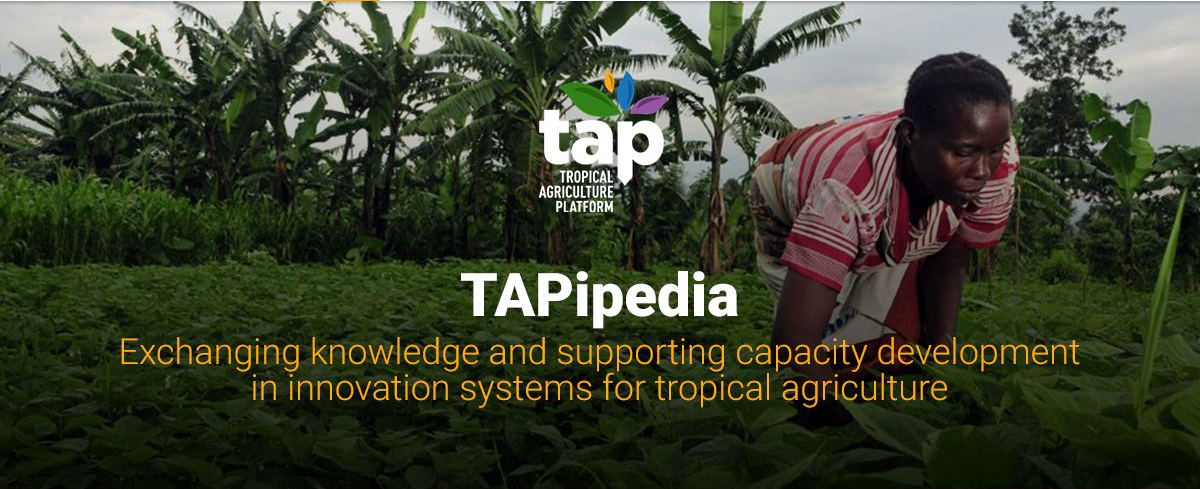 tap
TROPICAL
AGRICULTURE
PLATFORM
TAPipedia
Exchanging knowledge and supporting capacity development
in innovation systems for tropical agriculture